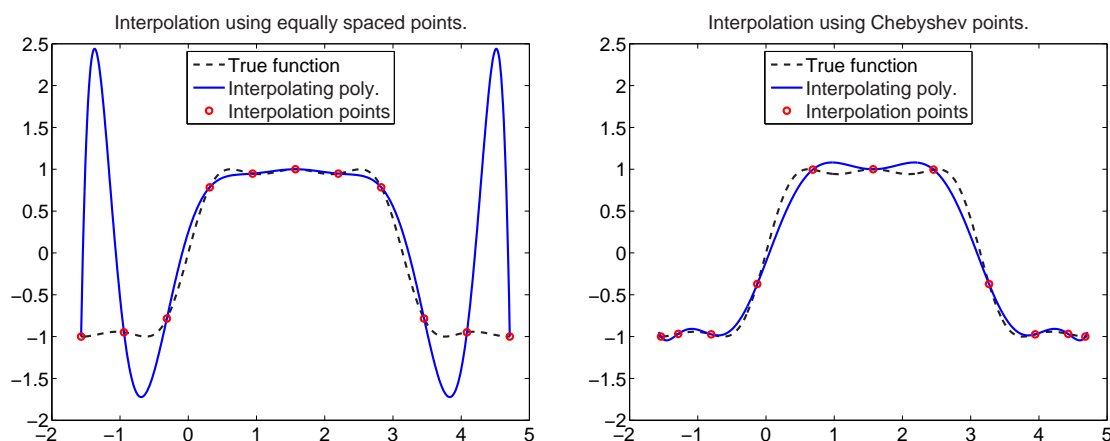 Interpolation using equally spaced points.
2.5
2
1.5
1
0.5
0
−0.5
−1
−1.5
−2
True function
Interpolating poly.
Interpolation points
−2 −1 0 1 2 3 4 5
Interpolation using Chebyshev points.
2.5
2
1.5
1
0.5
0
−0.5
−1
−1.5
−2
True function
Interpolating poly.
Interpolation points
−2 −1 0 1 2 3 4 5